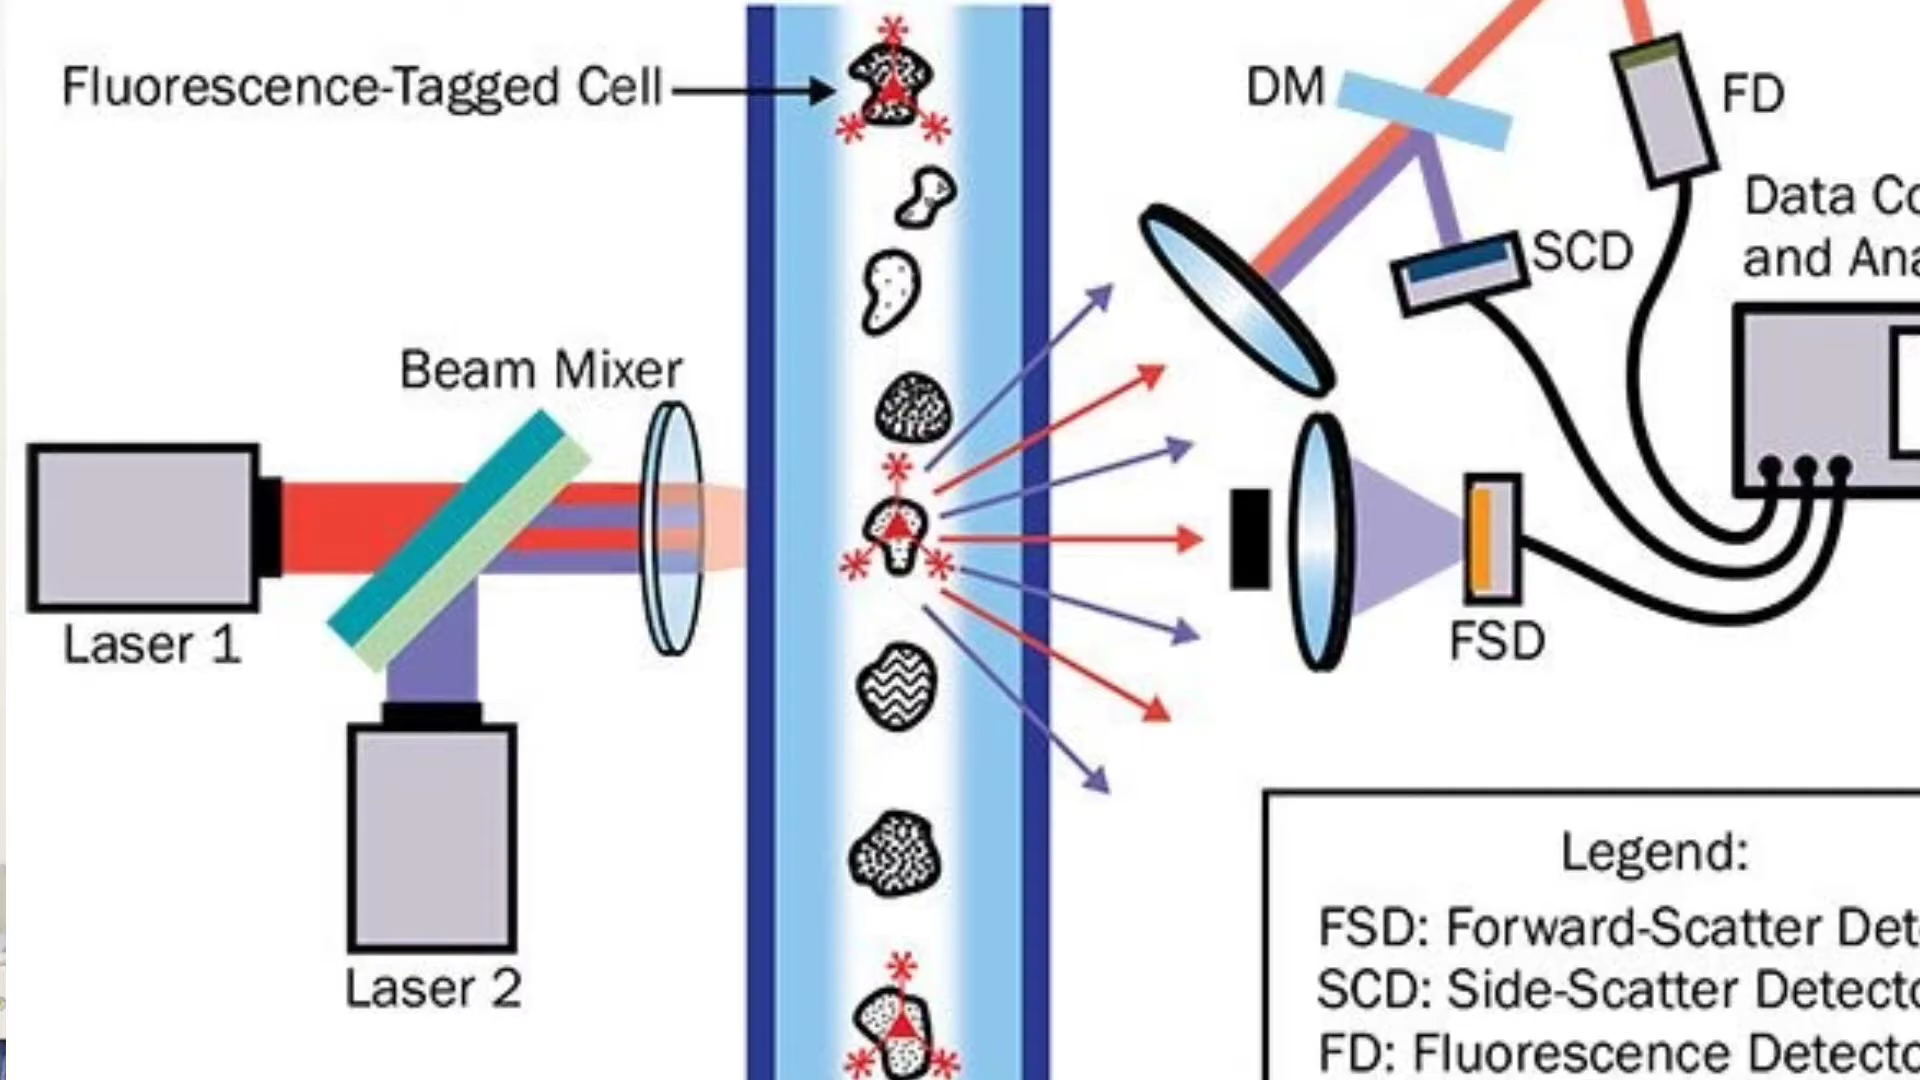 Fluorescence-Tagged Cell
DM
FD
SCD
Data Co
and Ana
Beam Mixer
Laser 1
FSD
Laser 2
Legend:
FSD: Forward-Scatter Dete
SCD: Side-Scatter Detecto
FD: Fluorescence Detecto